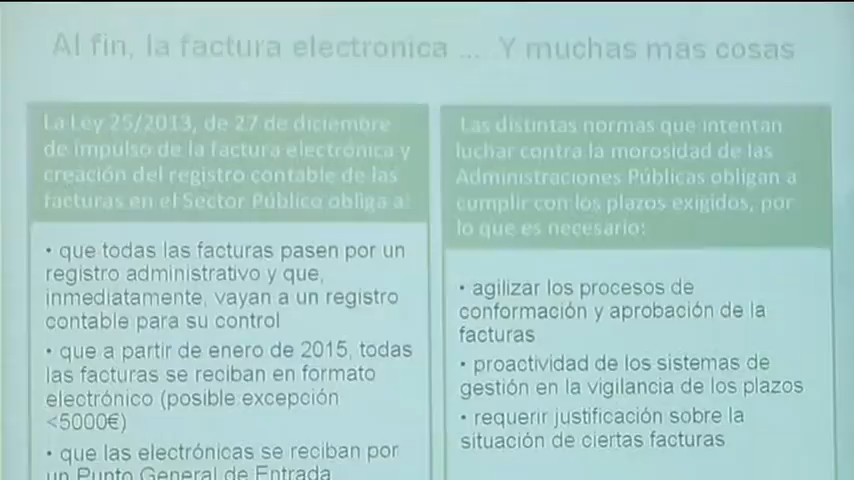 Al fin, la factura electronica ... Y muchas más cosas
La Ley 25/2013, de 27 de diciembre
de impulso de la factura electrónica y
creación del registro contable de las
facturas en el Sector Público obliga a:
• que todas las facturas pasen por un
registro administrativo y que,
inmediatamente, vayan a un registro
contable para su control
• que a partir de enero de 2015, todas
las facturas se reciban en formato
electrónico (posible excepción
<5000€)
• que las electrónicas se reciban por
un Punto General de Entrada
Las distintas normas que intentan
luchar contra la morosidad de las
Administraciones Públicas obligan a
cumplir con los plazos exigidos, por
lo que es necesario:
• agilizar los procesos de
conformación y aprobación de la
facturas
• proactividad de los sistemas de
gestión en la vigilancia de los plazos
• requerir justificación sobre la
situación de ciertas facturas